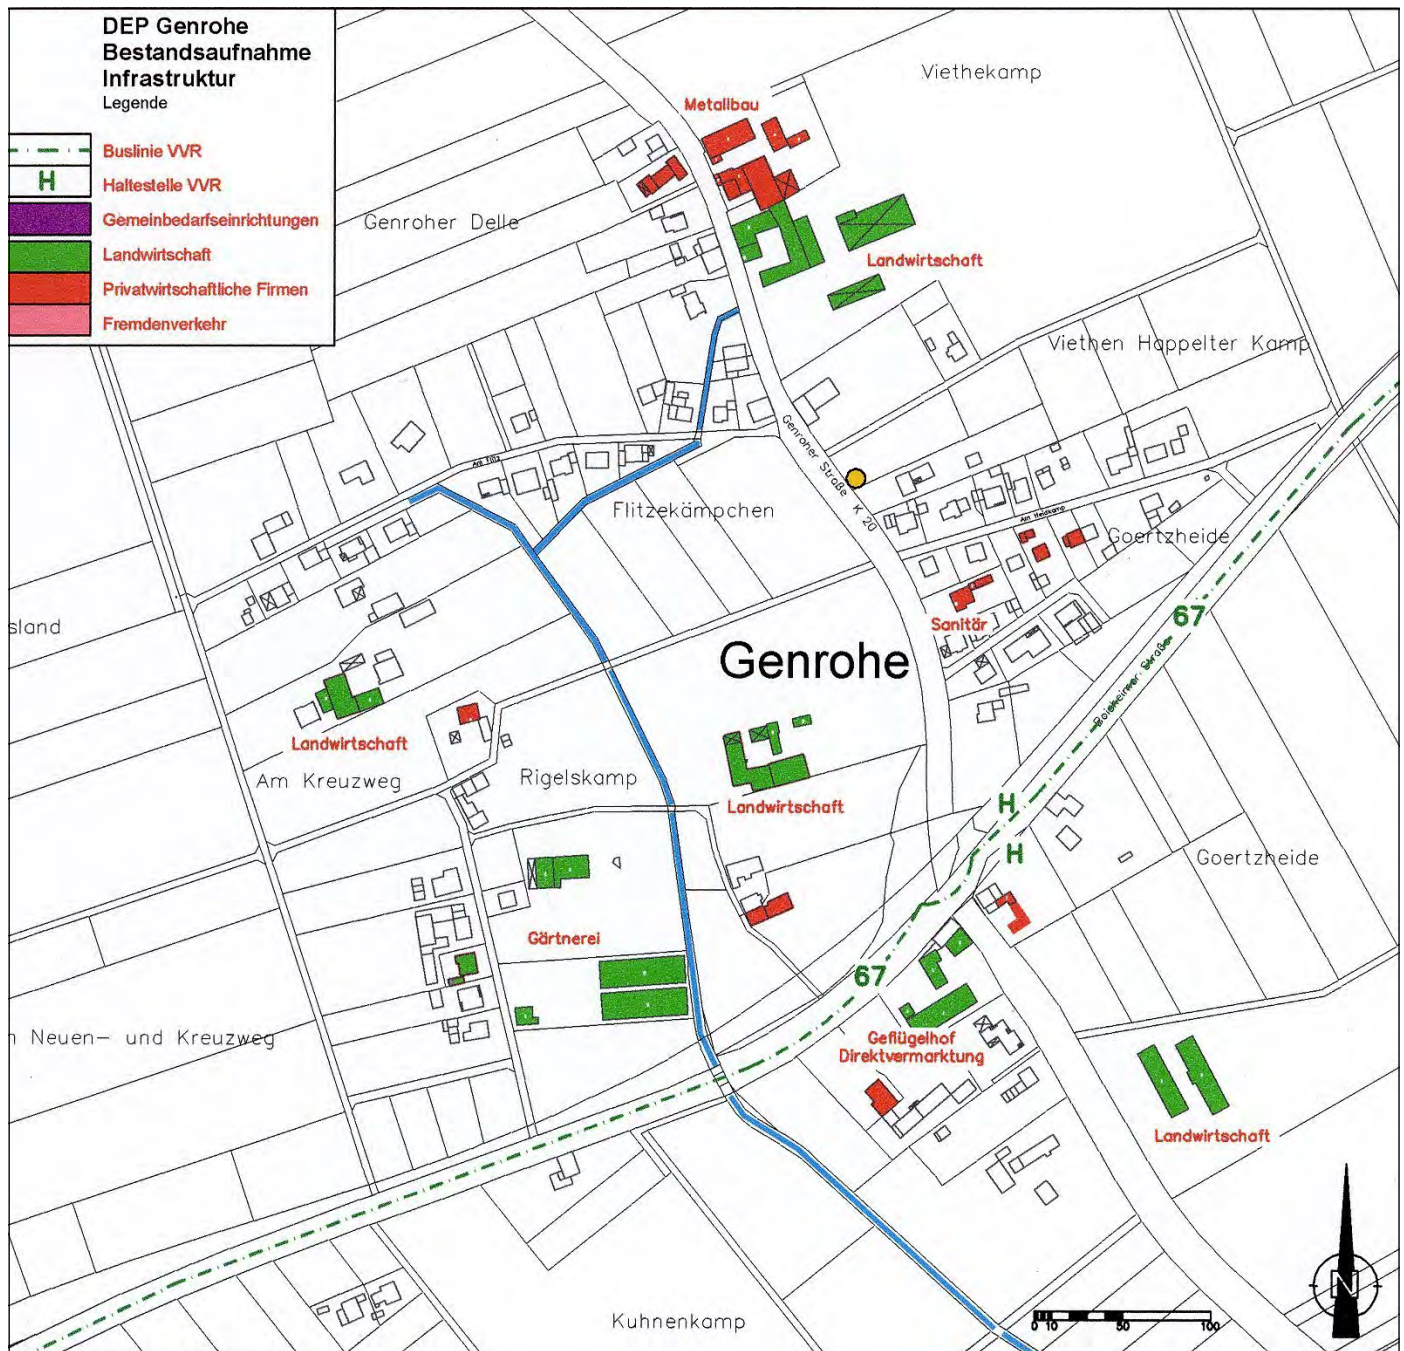 DEP Genrohe
Bestandsaufnahme
Infrastruktur
Legende
Buslinie VVR
H
Haltestelle VVR
Gemeinbedarfseinrichtungen
Landwirtschaft
Privatwirtschaftliche Firmen
Fremdenverkehr
Viethekamp
Metallbau
Genroher Delle
Landwirtschaft
Viethen Happelter Kamp
Genroher Straße K 20
Am Flitz
Flitzekämpchen
Am Heidkamp
Goertzheide
67
Sanitär
sland
Genrohe
Boisheimer Straße
Landwirtschaft
Am Kreuzweg
Rigelskamp
Landwirtschaft
H
H
Goertzheide
Gärtnerei
67
n Neuen- und Kreuzweg
Geflügelhof
Direktvermarktung
Landwirtschaft
Kuhnenkamp
N
0 10 50 100